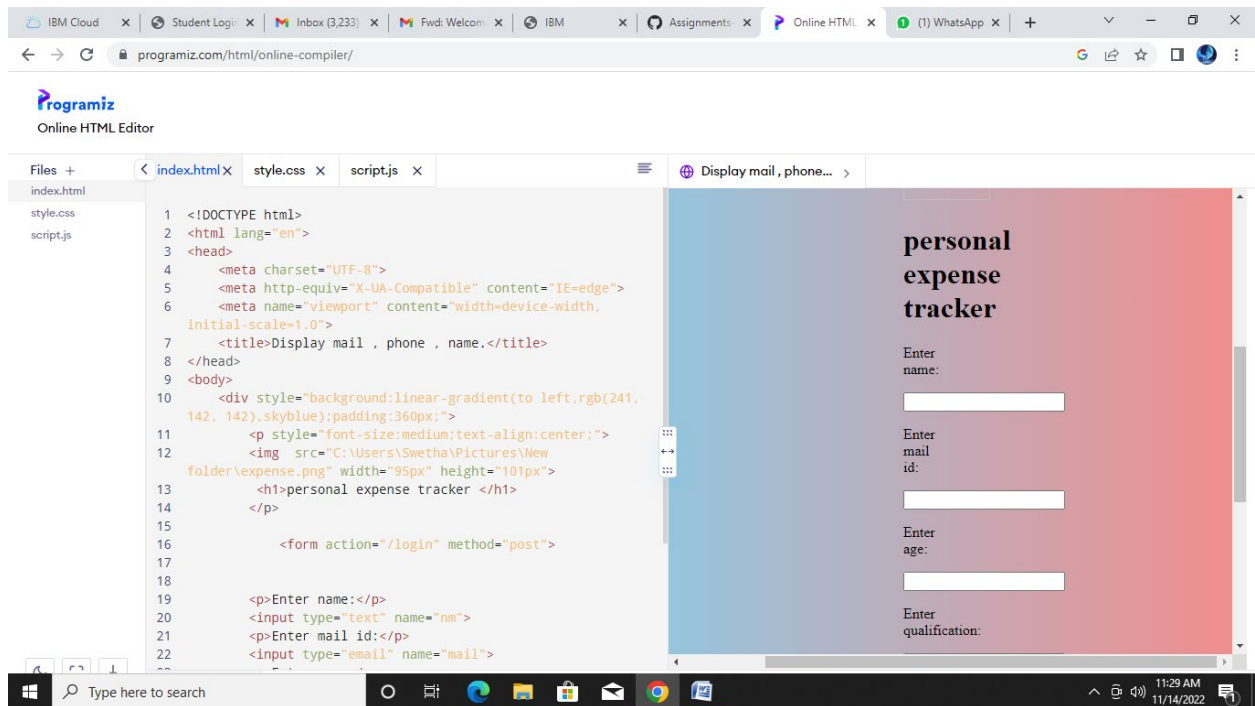 IBM Cloud
Student Login
Inbox (3,233)
Fwd: Welcom
IBM
Assignments-
Online HTML
(1) WhatsApp
programiz.com/html/online-compiler/
Programiz
Online HTML Editor
Files +
index.html
style.css
script.js
index.html
style.css
script.js
Display mail , phone...
1 <!DOCTYPE html>
2 <html lang="en">
3 <head>
4 <meta charset="UTF-8">
5 <meta http-equiv="X-UA-Compatible" content="IE=edge">
6 <meta name="viewport" content="width=device-width,
initial-scale=1.0">
7 <title>Display mail , phone , name.</title>
8 </head>
9 <body>
10 <div style="background:linear-gradient(to left,rgb(241,
142, 142),skyblue);padding:360px;">
11 <p style="font-size:medium;text-align:center;">
12 <img  src="C:\Users\Swetha\Pictures\New
folder\expense.png" width="95px" height="101px">
13 <h1>personal expense tracker </h1>
14 </p>
15
16 <form action="/login" method="post">
17
18
19 <p>Enter name:</p>
20 <input type="text" name="nm">
21 <p>Enter mail id:</p>
22 <input type="email" name="mail">
personal
expense
tracker
Enter
name:
Enter
mail
id:
Enter
age:
Enter
qualification:
Type here to search
11:29 AM
11/14/2022
1